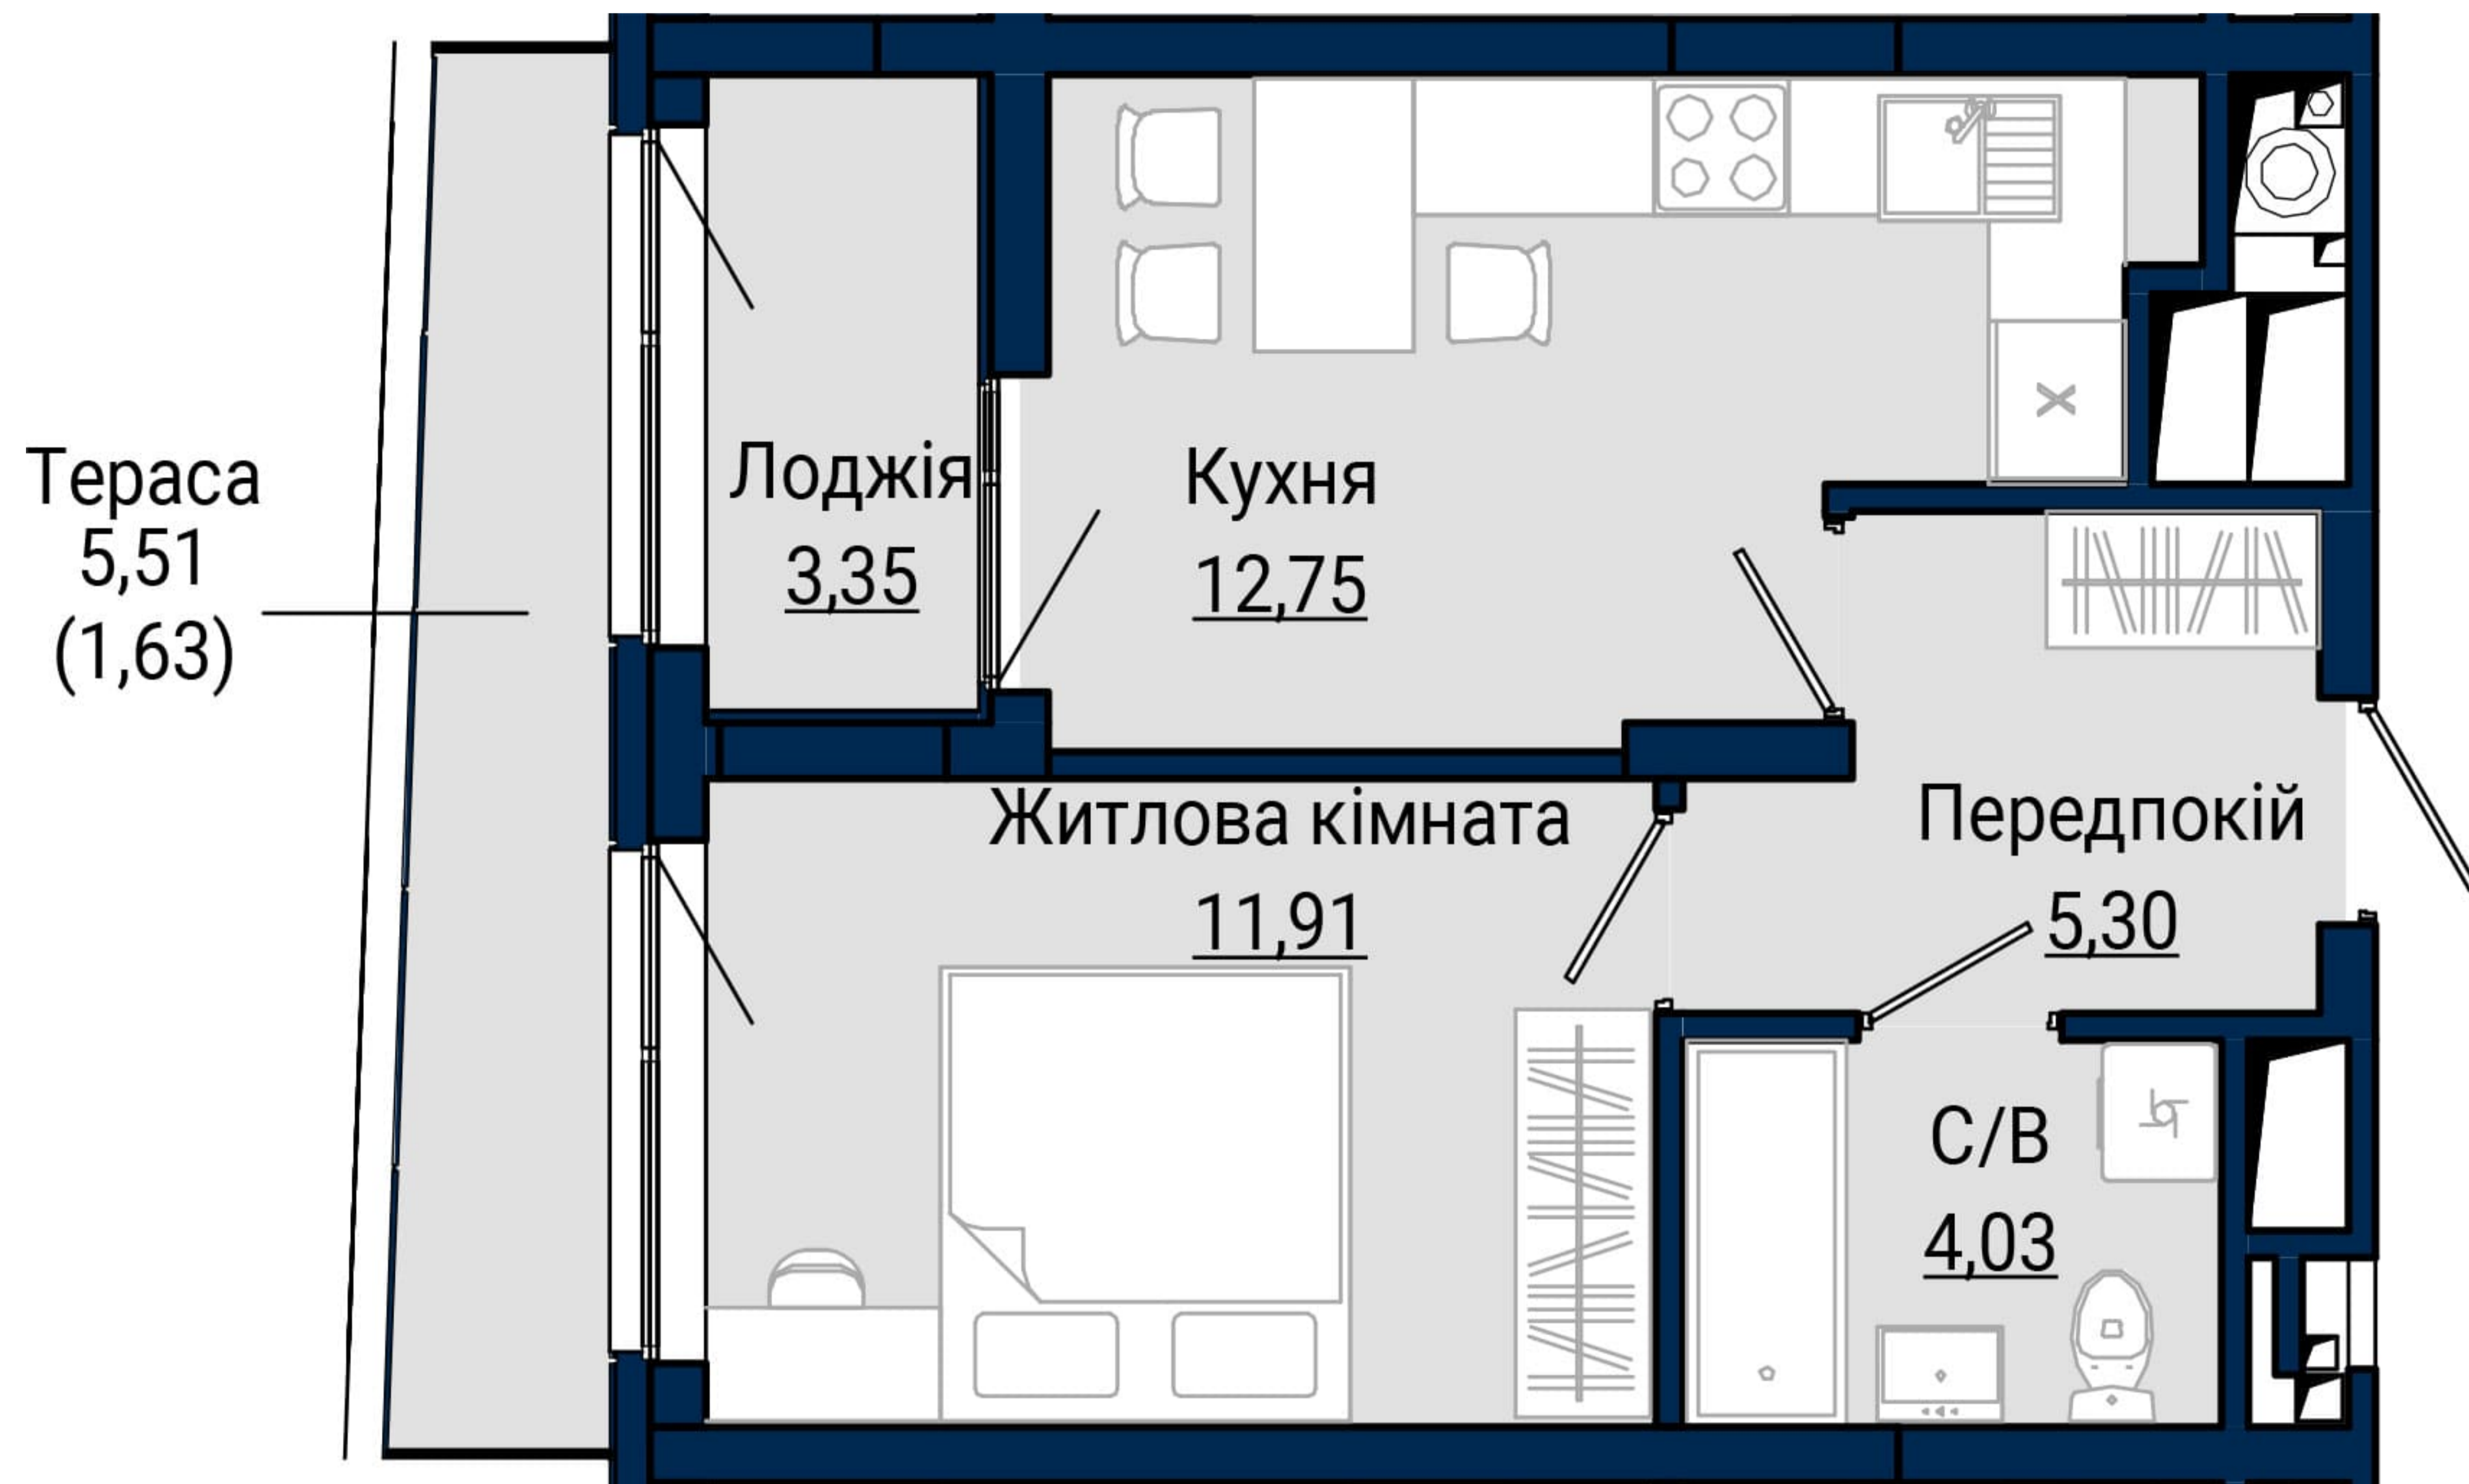 Тераса
5,51
(1,63)
Лоджія
3,35
Кухня
12,75
Житлова кімната
11,91
Передпокій
5,30
С/В
4,03